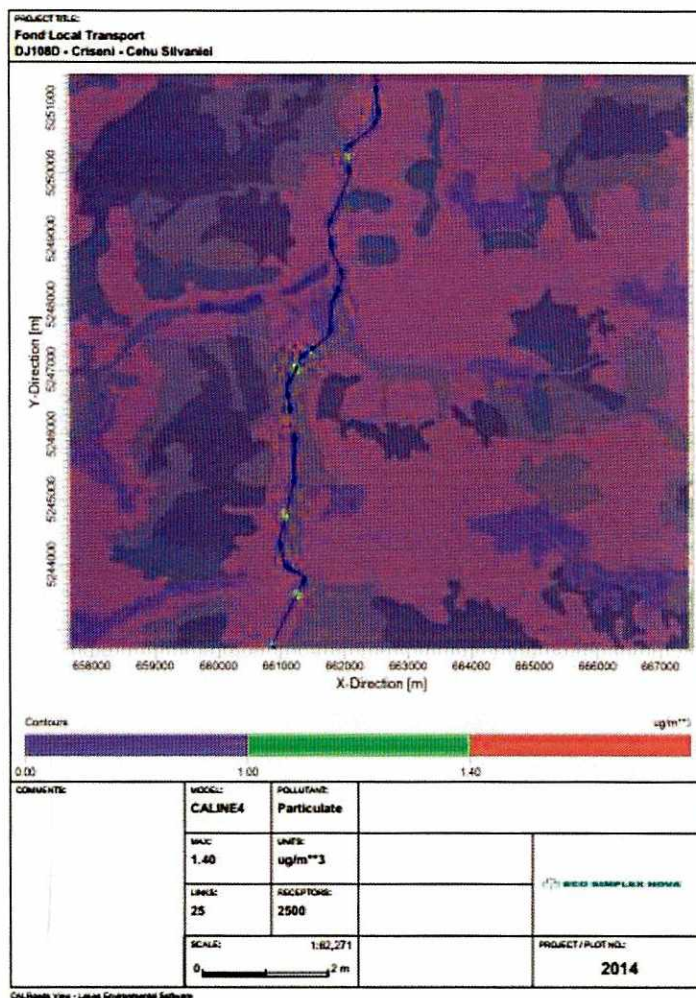 PROJECT TITLE:
Fond Local Transport
DJ108D - Criseni - Cehu Silvaniei
Y-Direction [m]
5251000
5250000
5249000
5248000
5247000
5246000
5245000
5244000
658000 659000 660000 661000 662000 663000 664000 665000 666000 667000
X-Direction [m]
Contours ug/m**3
0.00 1.00 1.40
COMMENTS:
MODEL:
CALINE4
POLLUTANT:
Particulate
MAX:
1.40
UNITS:
ug/m**3
LINKS:
25
RECEPTORS:
2500
ECO SIMPLEX NOVA
SCALE: 1:62,271
0 2 m
PROJECT / PLOT NO.:
2014
CALRoads View - Lakes Environmental Software